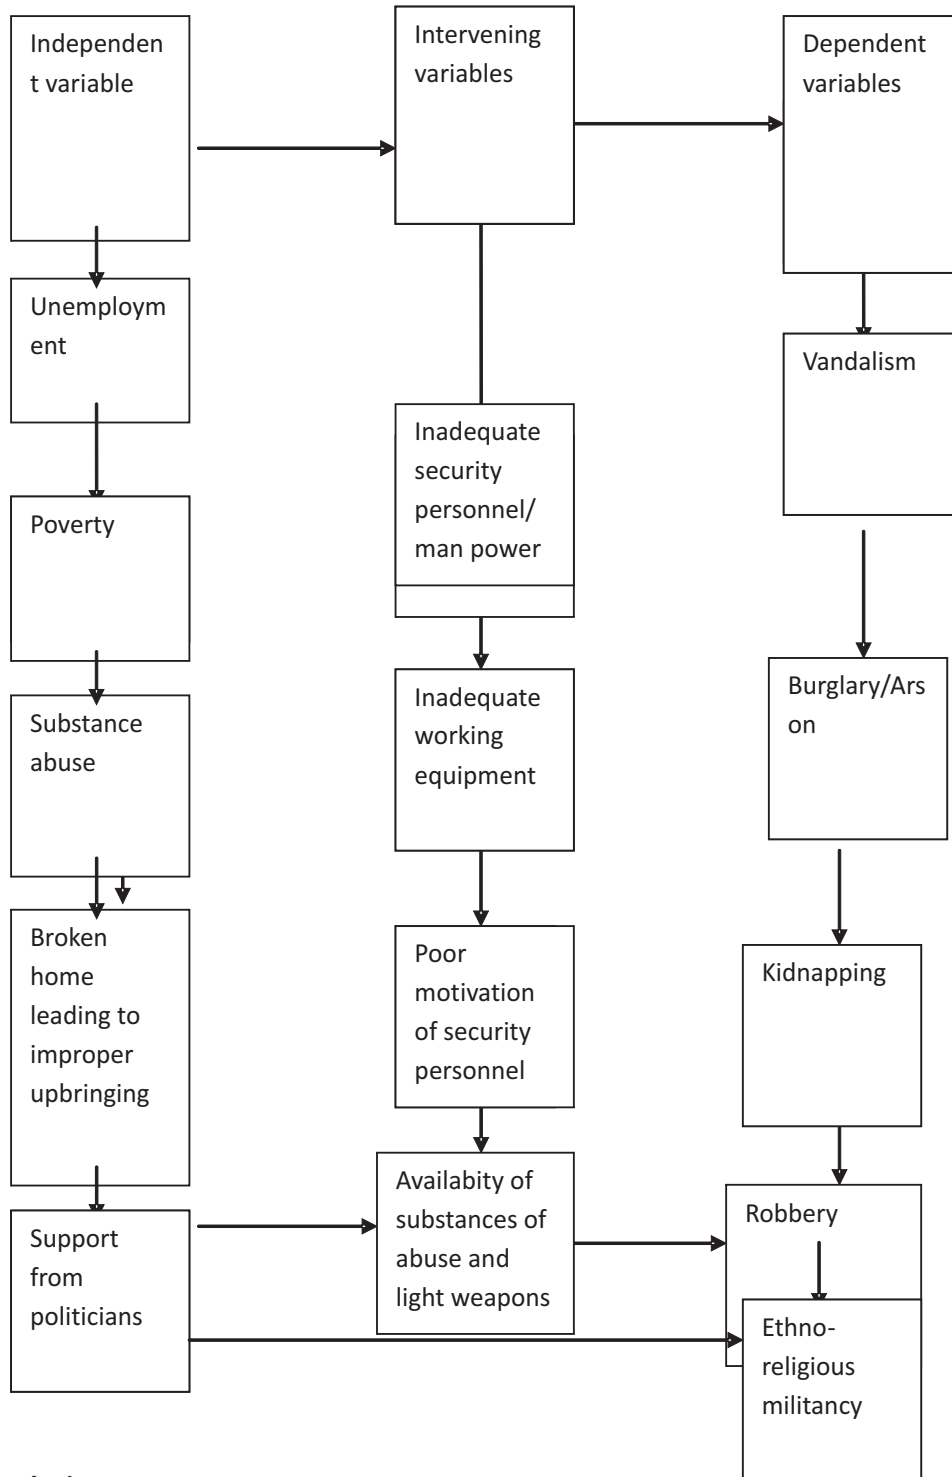 Independen
t variable
Unemploym
ent
Poverty
Substance
abuse
Broken
home
leading to
improper
upbringing
Support
from
politicians
Intervening
variables
Inadequate
security
personnel/
man power
Inadequate
working
equipment
Poor
motivation
of security
personnel
Availabity of
substances of
abuse and
light weapons
Dependent
variables
Vandalism
Burglary/Ars
on
Kidnapping
Robbery
Ethno-
religious
militancy